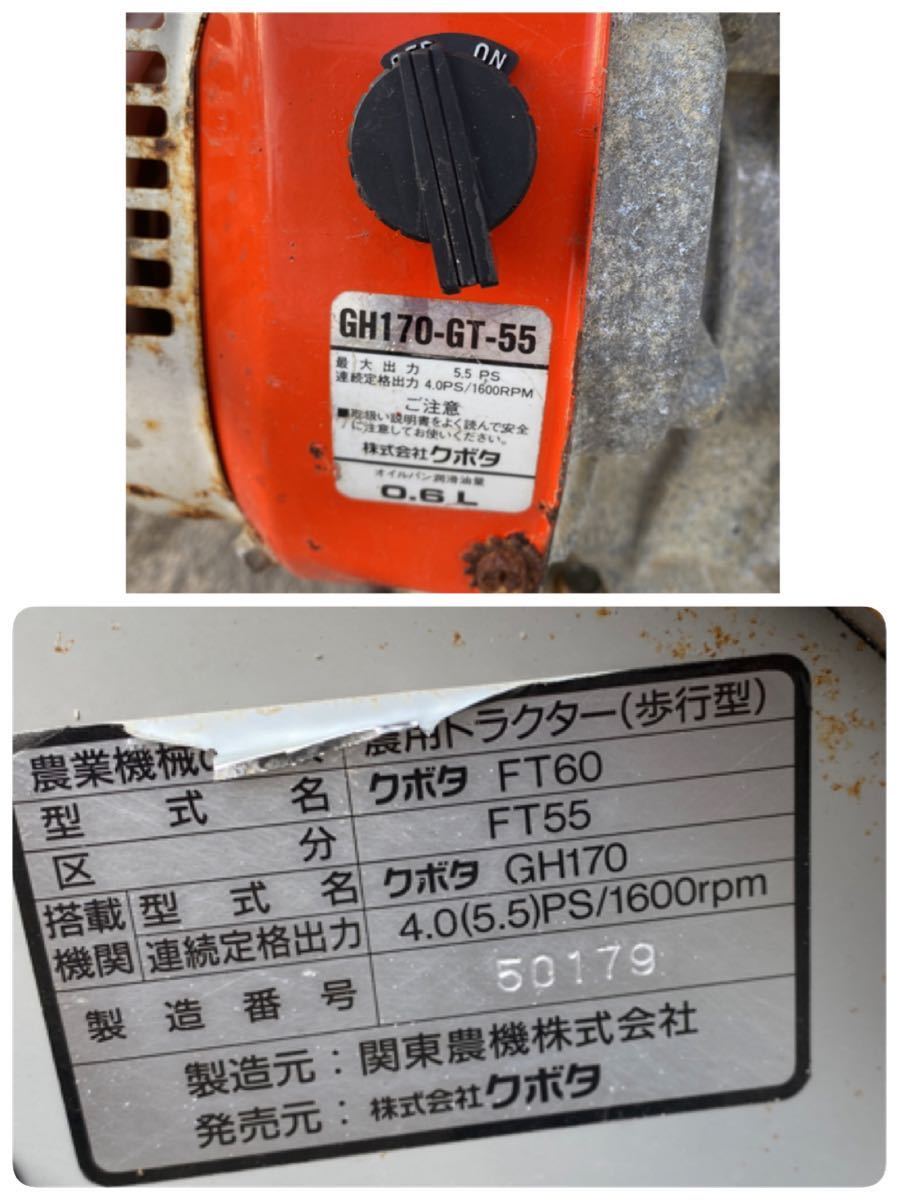 ON
GH170-GT-55
最大出力 5.5 PS
連続定格出力 4.0PS/1600RPM
ご注意
■取扱い説明書をよく読んで安全
に注意してお使いください。
株式会社クボタ
オイルパン潤滑油量
0.6 L
農業機械の 農用トラクター(歩行型)
型式名 クボタ FT60
区分 FT55
搭載機関 型式名 クボタ GH170
連続定格出力 4.0(5.5)PS/1600rpm
製造番号 50179
製造元:関東農機株式会社
発売元:株式会社クボタ